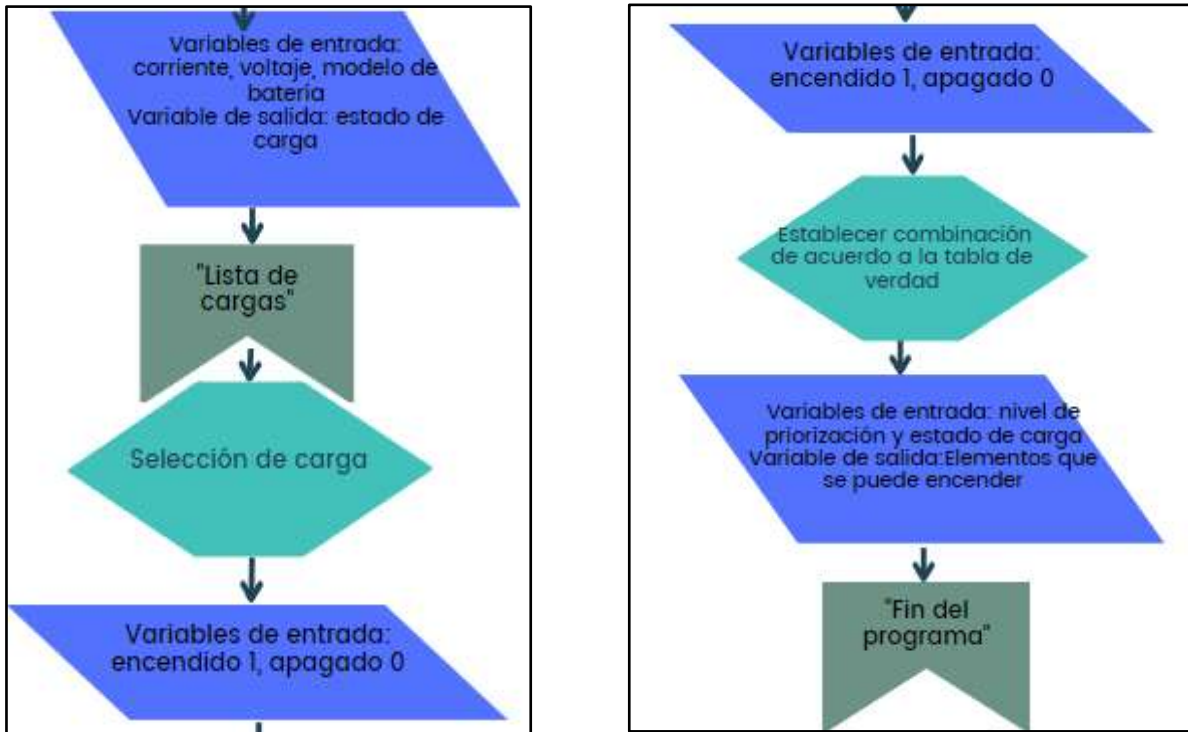 Variables de entrada:
corriente, voltaje, modelo de
batería
Variable de salida: estado de
carga
"Lista de
cargas"
Selección de carga
Variables de entrada:
encendido 1, apagado 0
Variables de entrada:
encendido 1, apagado 0
Establecer combinación
de acuerdo a la tabla de
verdad
Variables de entrada: nivel de
priorización y estado de carga
Variable de salida:Elementos que
se puede encender
"Fin del
programa"